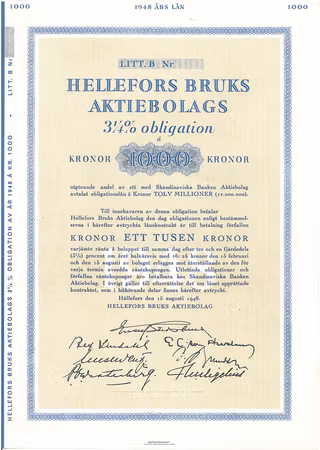 1000
1948 ÅRS LÅN
1000
LITT. B Nr
HELLEFORS BRUKS AKTIEBOLAGS 3¼% OBLIGATION AV ÅR 1948 Å KR. 1000 • LITT. B Nr
LITT. B Nr
HELLEFORS BRUKS
AKTIEBOLAGS
3¼% obligation
à
KRONOR 1000 KRONOR
utgörande andel av ett med Skandinaviska Banken Aktiebolag
avtalat obligationslån å Kronor TOLV MILLIONER (12.000.000).
Till innehavaren av denna obligation betalar
Hellefors Bruks Aktiebolag den dag obligationen enligt bestämmel-
serna i härefter avtryckta lånekontrakt är till betalning förfallen
KRONOR ETT TUSEN KRONOR
varjämte ränta å beloppet till samma dag efter tre och en fjärdedels
(3¼) procent om året halvårsvis med 16:25 kronor den 15 februari
och den 15 augusti av bolaget erlägges mot återställande av den för
varje termin avsedda räntekupongen. Utlottade obligationer och
förfallna räntekuponger äro betalbara hos Skandinaviska Banken
Aktiebolag. I övrigt gäller till efterrättelse det om lånet upprättade
kontraktet, som i hithörande delar finnes härefter avtryckt.
Hällefors den 15 augusti 1948.
HELLEFORS BRUKS AKTIEBOLAG